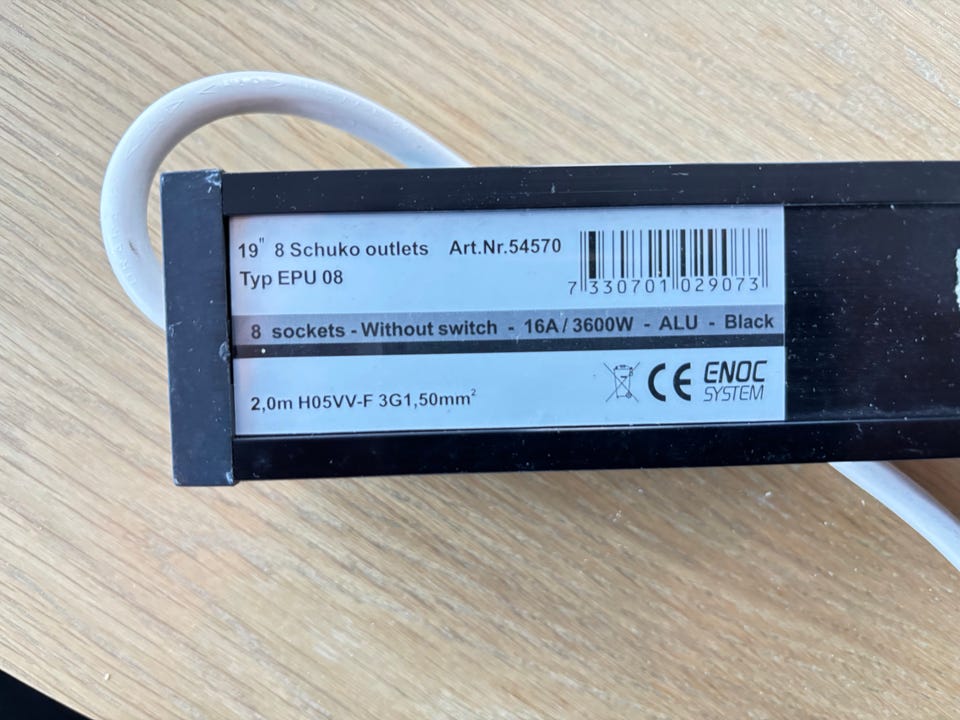 19" 8 Schuko outlets Art.Nr.54570
Typ EPU 08
7 330701 029073
8 sockets - Without switch - 16A / 3600W - ALU - Black
2,0m H05VV-F 3G1,50mm²
CE ENOC
SYSTEM